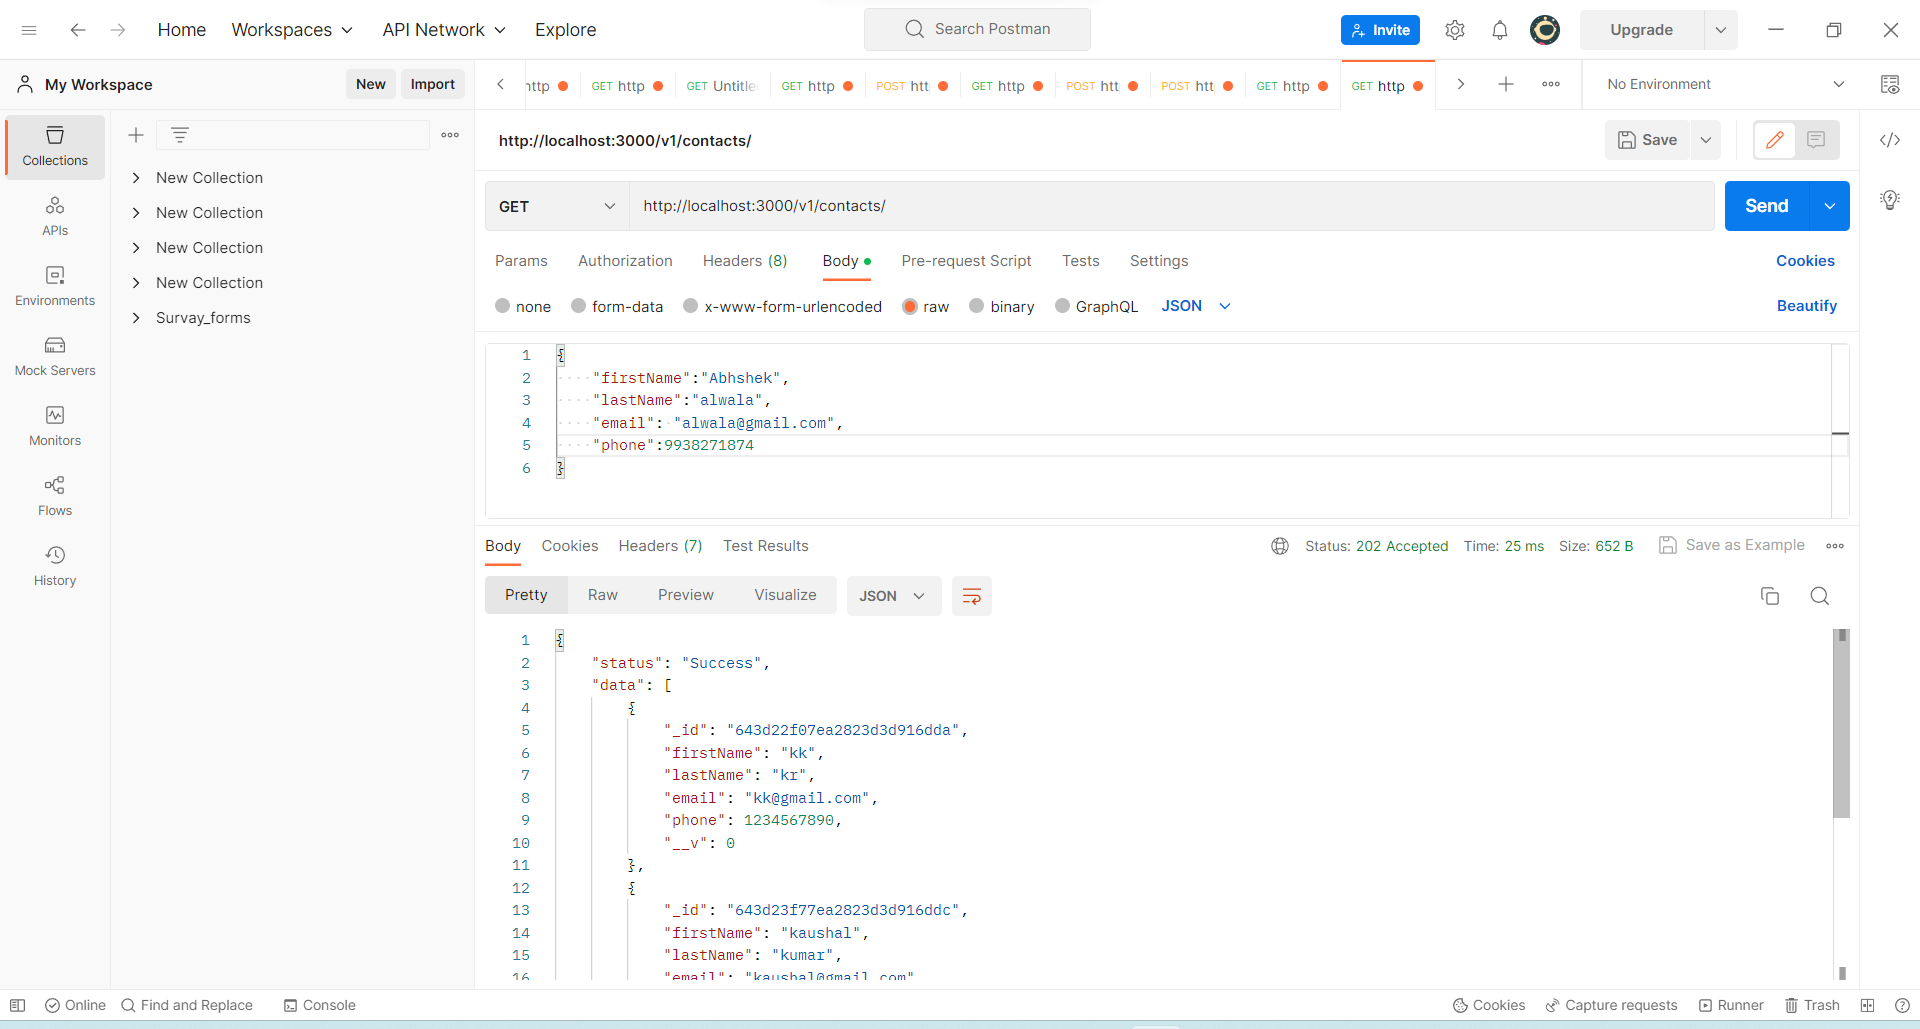 Home Workspaces API Network Explore Search Postman Invite Upgrade
My Workspace New Import
http GET http GET Untitle GET http POST htt GET http POST htt POST htt GET http GET http No Environment
Collections
APIs
Environments
Mock Servers
Monitors
Flows
History
New Collection
New Collection
New Collection
New Collection
Survay_forms
http://localhost:3000/v1/contacts/ Save
GET http://localhost:3000/v1/contacts/ Send
Params Authorization Headers (8) Body Pre-request Script Tests Settings Cookies
none form-data x-www-form-urlencoded raw binary GraphQL JSON Beautify
1 {
2 "firstName":"Abhshek",
3 "lastName":"alwala",
4 "email": "alwala@gmail.com",
5 "phone":9938271874
6 }
Body Cookies Headers (7) Test Results Status: 202 Accepted Time: 25 ms Size: 652 B Save as Example
Pretty Raw Preview Visualize JSON
1 {
2 "status": "Success",
3 "data": [
4 {
5 "_id": "643d22f07ea2823d3d916dda",
6 "firstName": "kk",
7 "lastName": "kr",
8 "email": "kk@gmail.com",
9 "phone": 1234567890,
10 "__v": 0
11 },
12 {
13 "_id": "643d23f77ea2823d3d916ddc",
14 "firstName": "kaushal",
15 "lastName": "kumar",
16 "email": "kaushal@gmail.com"
Online Find and Replace Console Cookies Capture requests Runner Trash